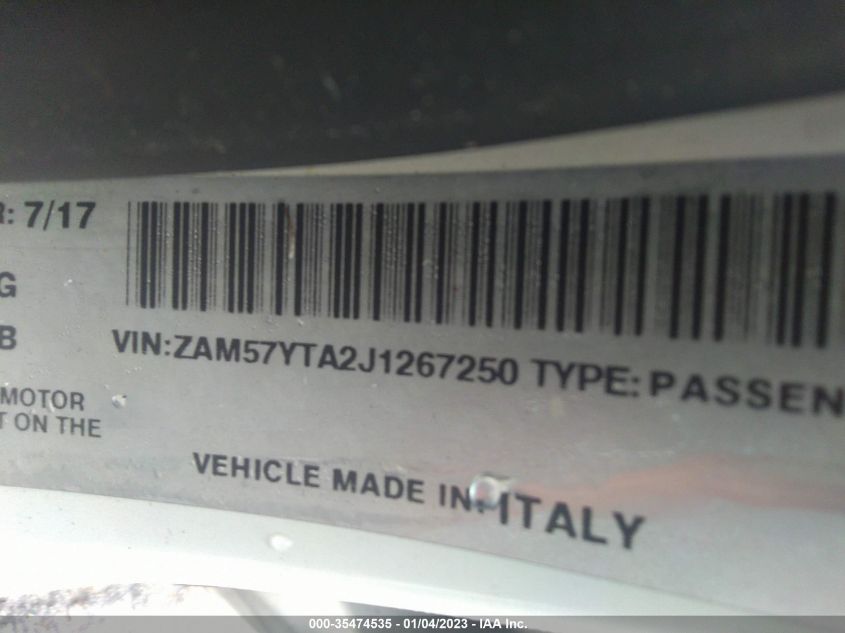 R: 7/17
G
B
VIN:ZAM57YTA2J1267250 TYPE: PASSEN
MOTOR
T ON THE
VEHICLE MADE IN: ITALY
000-35474535 - 01/04/2023 - IAA Inc.